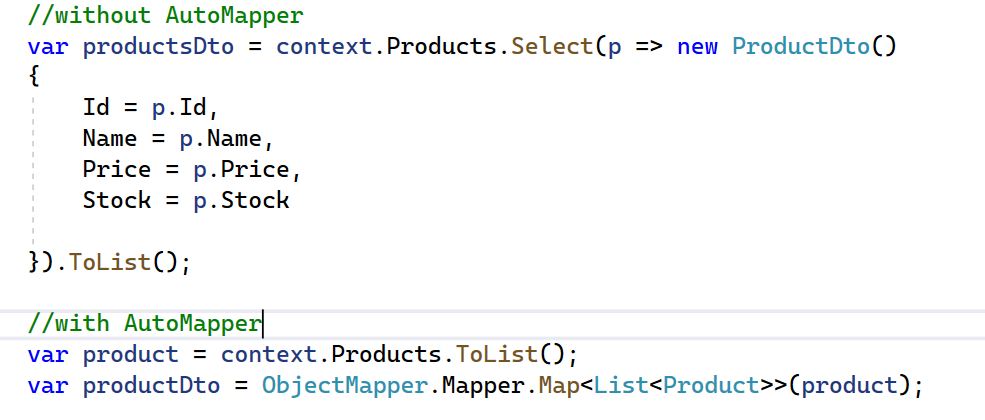 //without AutoMapper
var productsDto = context.Products.Select(p => new ProductDto()
{
    Id = p.Id,
    Name = p.Name,
    Price = p.Price,
    Stock = p.Stock
}).ToList();
//with AutoMapper
var product = context.Products.ToList();
var productDto = ObjectMapper.Mapper.Map<List<Product>>(product);